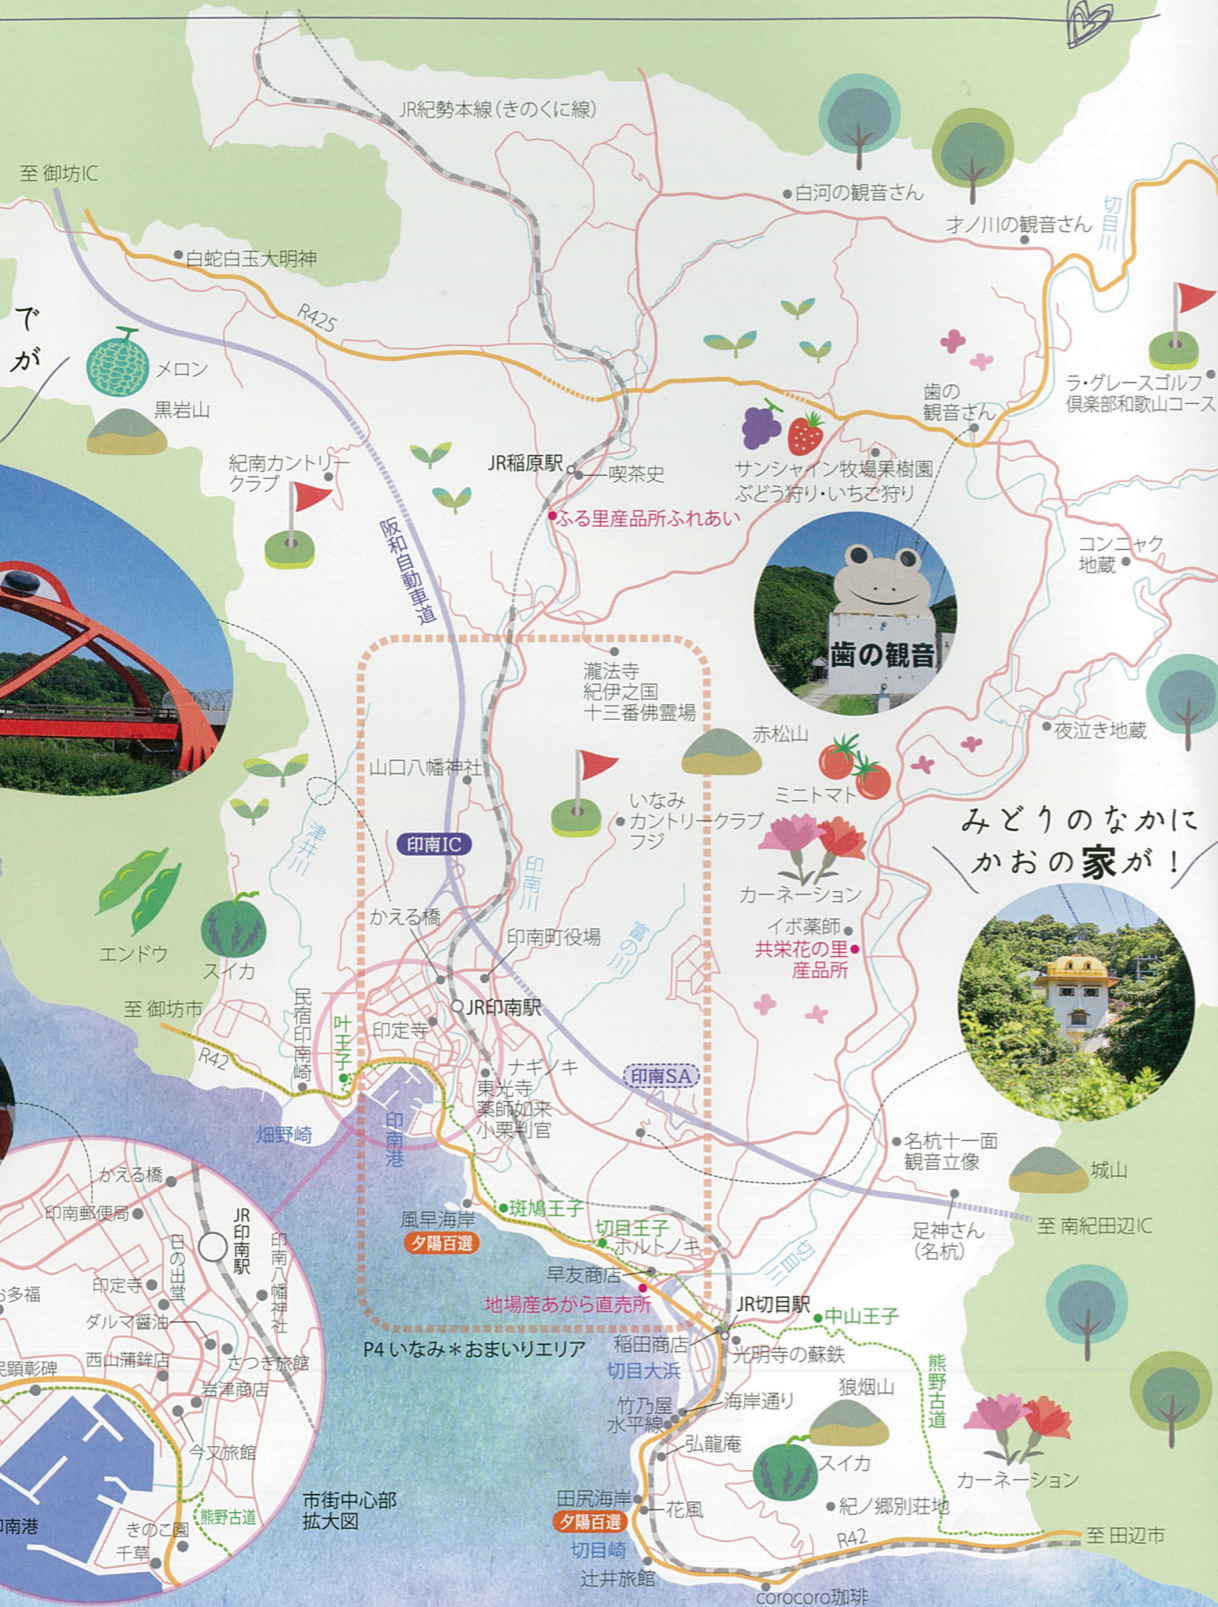 JR紀勢本線（きのくに線）
至 御坊IC
白河の観音さん
切目川
才ノ川の観音さん
白蛇白玉大明神
R425
で
が
メロン
黒岩山
ラ・グレースゴルフ
倶楽部和歌山コース
歯の
観音さん
紀南カントリー
クラブ
JR稲原駅
喫茶史
サンシャイン牧場果樹園
ぶどう狩り・いちご狩り
ふる里産品所ふれあい
阪和自動車道
コンニャク
地蔵
歯の観音
瀧法寺
紀伊之国
十三番佛霊場
赤松山
夜泣き地蔵
山口八幡神社
ミニトマト
いなみ
カントリークラブ
フジ
みどりのなかに
かおの家が！
津井川
印南IC
印南川
カーネーション
かえる橋
イボ薬師
共栄花の里
産品所
エンドウ
スイカ
印南町役場
富の川
至 御坊市
民宿印南崎
叶王子
JR印南駅
印定寺
R42
ナギノキ
東光寺
薬師如来
小栗判官
印南SA
畑野崎
印南港
名杭十一面
観音立像
城山
かえる橋
印南郵便局
JR印南駅
斑鳩王子
風早海岸
夕陽百選
切目王子
ホルトノキ
足神さん
（名杭）
至 南紀田辺IC
日の出堂
印南八幡神社
印定寺
早友商店
切目川
地場産あがら直売所
JR切目駅
中山王子
お多福
ダルマ醤油
さつき旅館
西山蒲鉾店
民顕彰碑
岩津商店
P4 いなみ＊おまいりエリア
稲田商店
光明寺の蘇鉄
切目大浜
熊野古道
狼烟山
竹乃屋
海岸通り
水平線
弘龍庵
スイカ
カーネーション
今又旅館
市街中心部
拡大図
田尻海岸
夕陽百選
花風
紀ノ郷別荘地
熊野古道
印南港
きのこ園
千草
切目崎
R42
至 田辺市
辻井旅館
corocoro珈琲